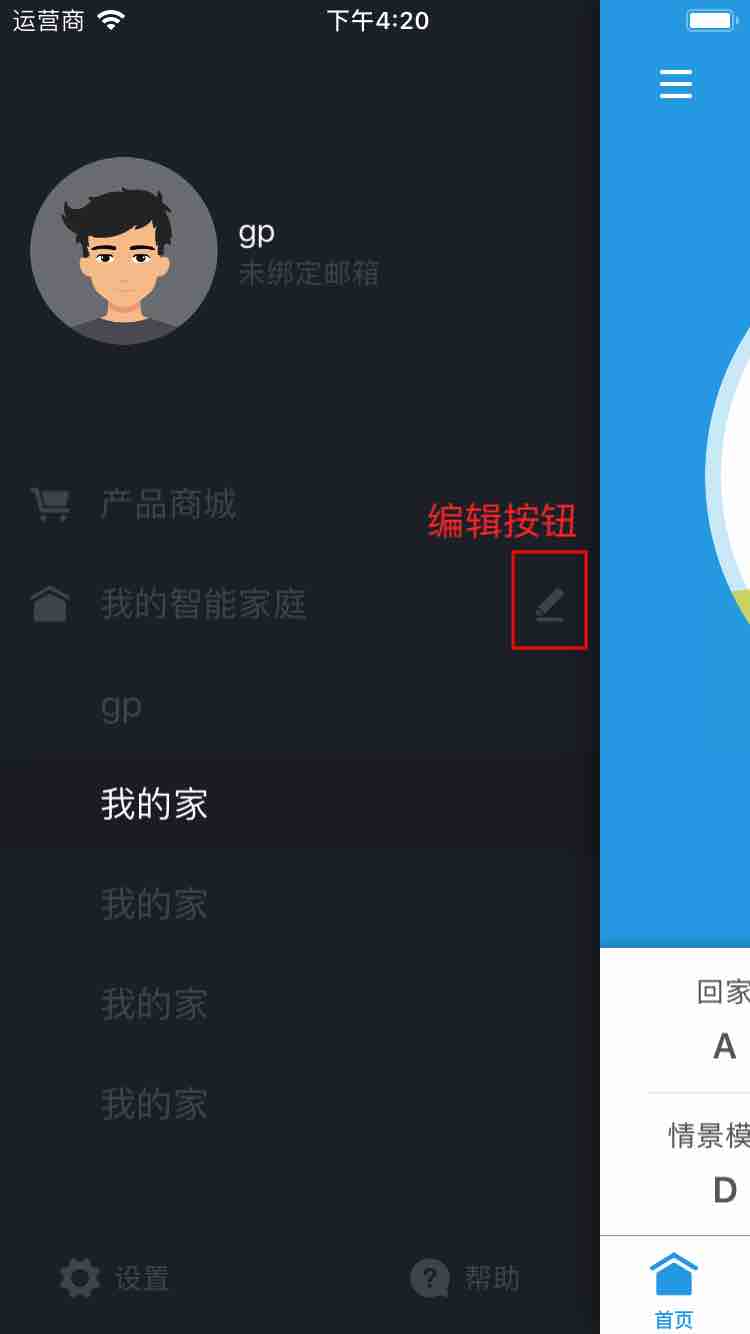 运营商 下午4:20
gp
未绑定邮箱
产品商城
编辑按钮
我的智能家庭
gp
我的家
我的家
我的家
我的家
回家
A
情景模
D
设置
? 帮助
首页